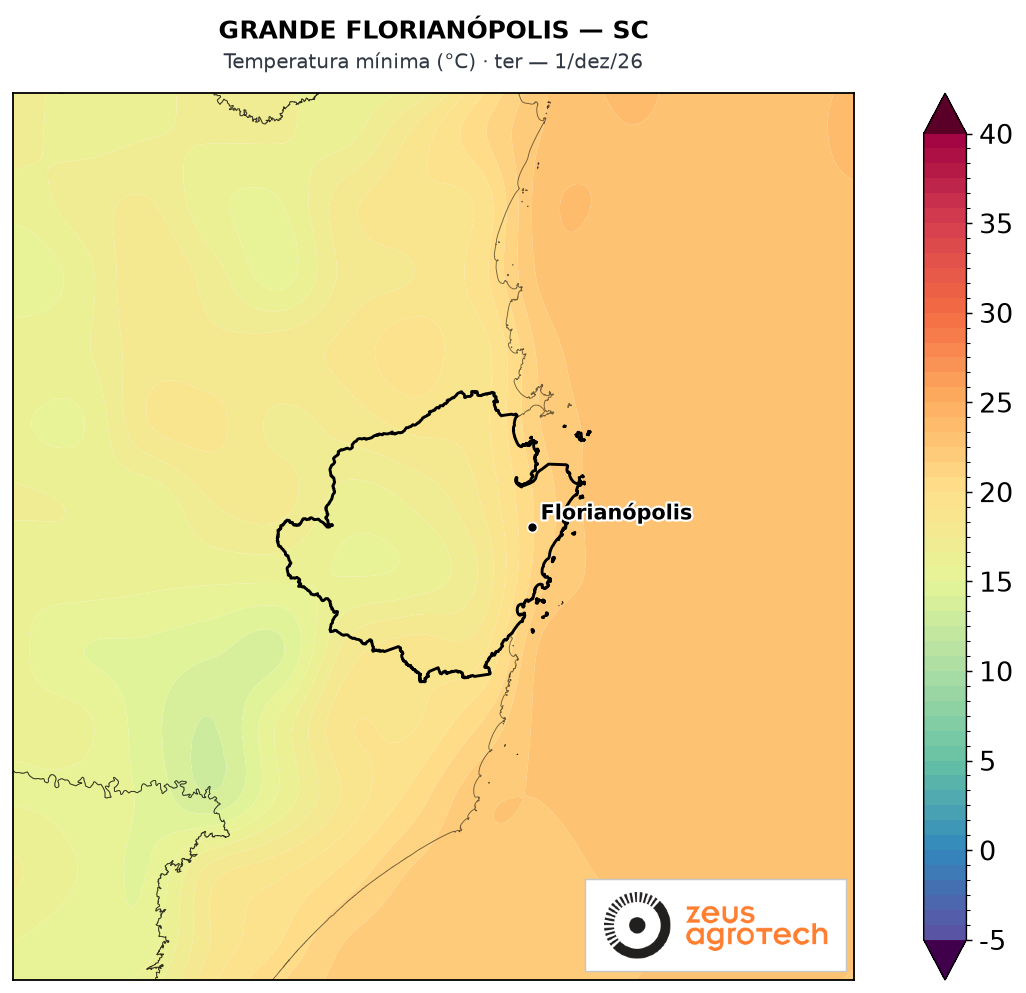 GRANDE FLORIANÓPOLIS — SC
Temperatura mínima (°C) · ter — 1/dez/26
40
35
30
25
20
15
10
5
0
-5
Florianópolis
zeus
agrotech